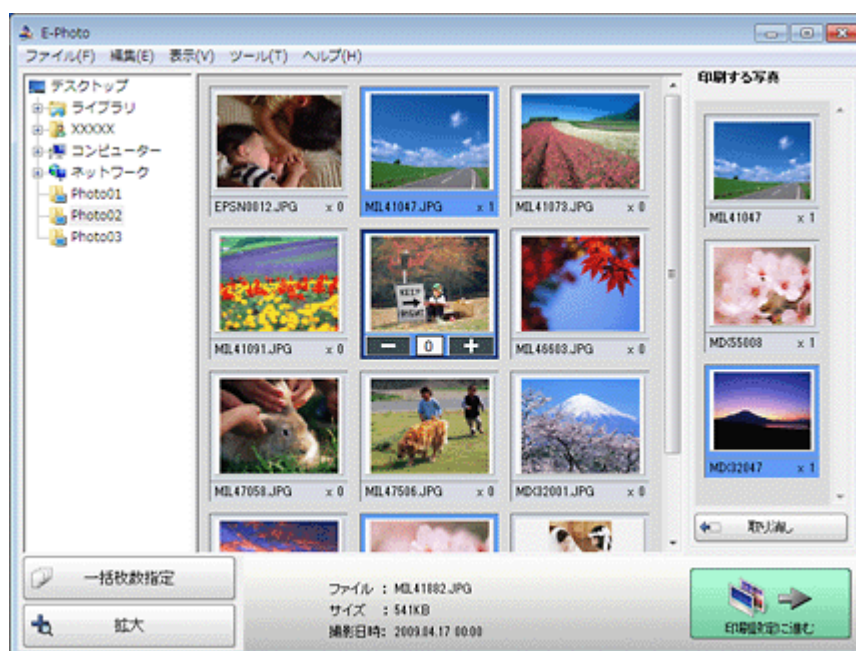 E-Photo
ファイル(F) 編集(E) 表示(V) ツール(T) ヘルプ(H)
デスクトップ
ライブラリ
XXXXX
コンピューター
ネットワーク
Photo01
Photo02
Photo03
EPSN0012.JPG x 0
MIL41047.JPG x 1
MIL41073.JPG x 0
MIL41091.JPG x 0
KEEP
RIGHT
0
MIL46603.JPG x 0
MIL47058.JPG x 0
MIL47506.JPG x 0
MDX32001.JPG x 0
印刷する写真
MIL41047 x 1
MDX55008 x 1
MDX32047 x 1
取り消し
一括枚数指定
拡大
ファイル : MIL41082.JPG
サイズ : 541KB
撮影日時: 2009.04.17 00:00
印刷設定に進む